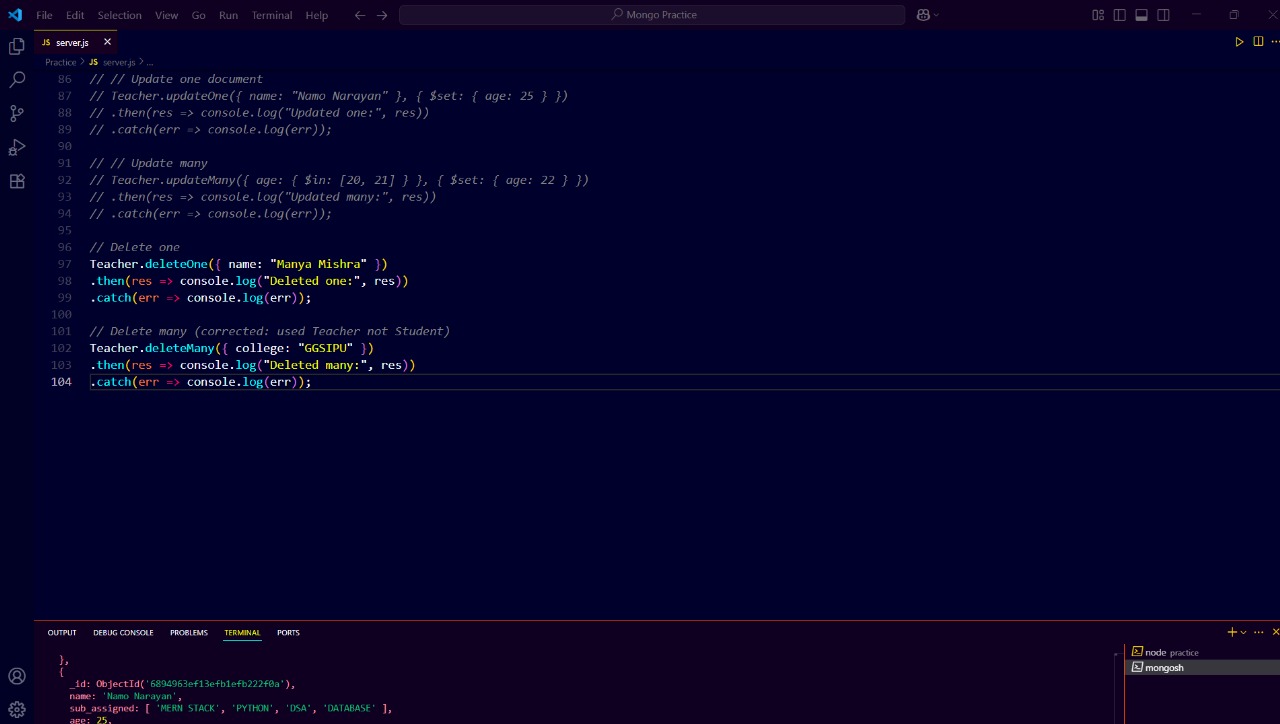 File Edit Selection View Go Run Terminal Help Mongo Practice
JS server.js
Practice > JS server.js > ...
86 // // Update one document
87 // Teacher.updateOne({ name: "Namo Narayan" }, { $set: { age: 25 } })
88 // .then(res => console.log("Updated one:", res))
89 // .catch(err => console.log(err));
90
91 // // Update many
92 // Teacher.updateMany({ age: { $in: [20, 21] } }, { $set: { age: 22 } })
93 // .then(res => console.log("Updated many:", res))
94 // .catch(err => console.log(err));
95
96 // Delete one
97 Teacher.deleteOne({ name: "Manya Mishra" })
98 .then(res => console.log("Deleted one:", res))
99 .catch(err => console.log(err));
100
101 // Delete many (corrected: used Teacher not Student)
102 Teacher.deleteMany({ college: "GGSIPU" })
103 .then(res => console.log("Deleted many:", res))
104 .catch(err => console.log(err));
OUTPUT DEBUG CONSOLE PROBLEMS TERMINAL PORTS
node practice
mongosh
},
{
_id: ObjectId('6894963ef13efb1efb222f0a'),
name: 'Namo Narayan',
sub_assigned: [ 'MERN STACK', 'PYTHON', 'DSA', 'DATABASE' ],
age: 25,